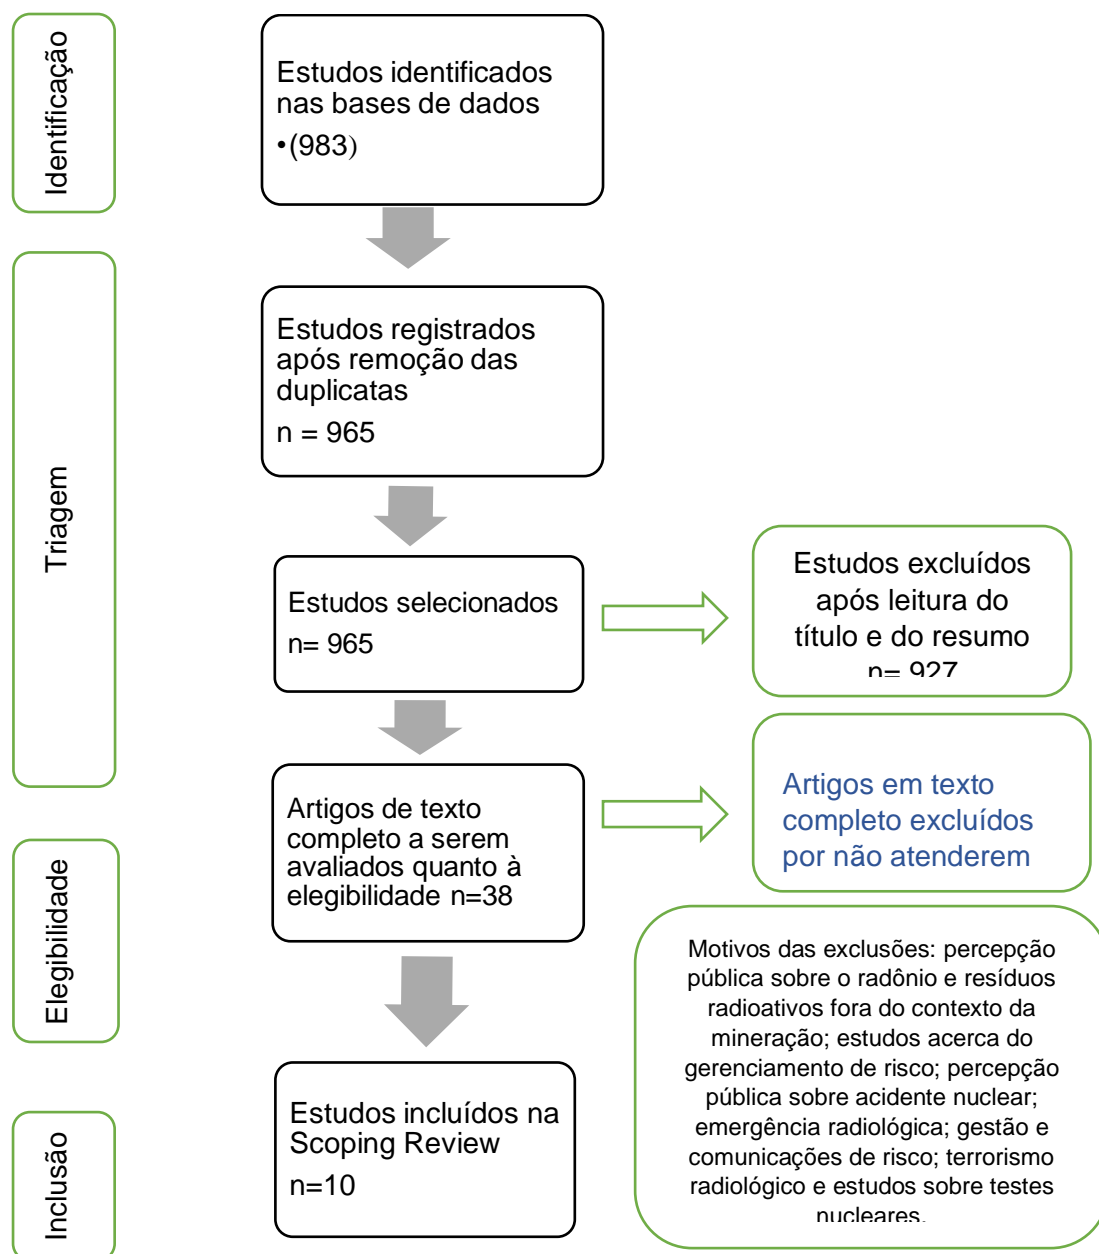 Identificação
Estudos identificados
nas bases de dados
•(983)
Triagem
Estudos registrados
após remoção das
duplicatas
n = 965
Estudos selecionados
n= 965
Estudos excluídos
após leitura do
título e do resumo
n= 927
Elegibilidade
Artigos de texto
completo a serem
avaliados quanto à
elegibilidade n=38
Artigos em texto
completo excluídos
por não atenderem
Motivos das exclusões: percepção
pública sobre o radônio e resíduos
radioativos fora do contexto da
mineração; estudos acerca do
gerenciamento de risco; percepção
pública sobre acidente nuclear;
emergência radiológica; gestão e
comunicações de risco; terrorismo
radiológico e estudos sobre testes
nucleares.
Inclusão
Estudos incluídos na
Scoping Review
n=10